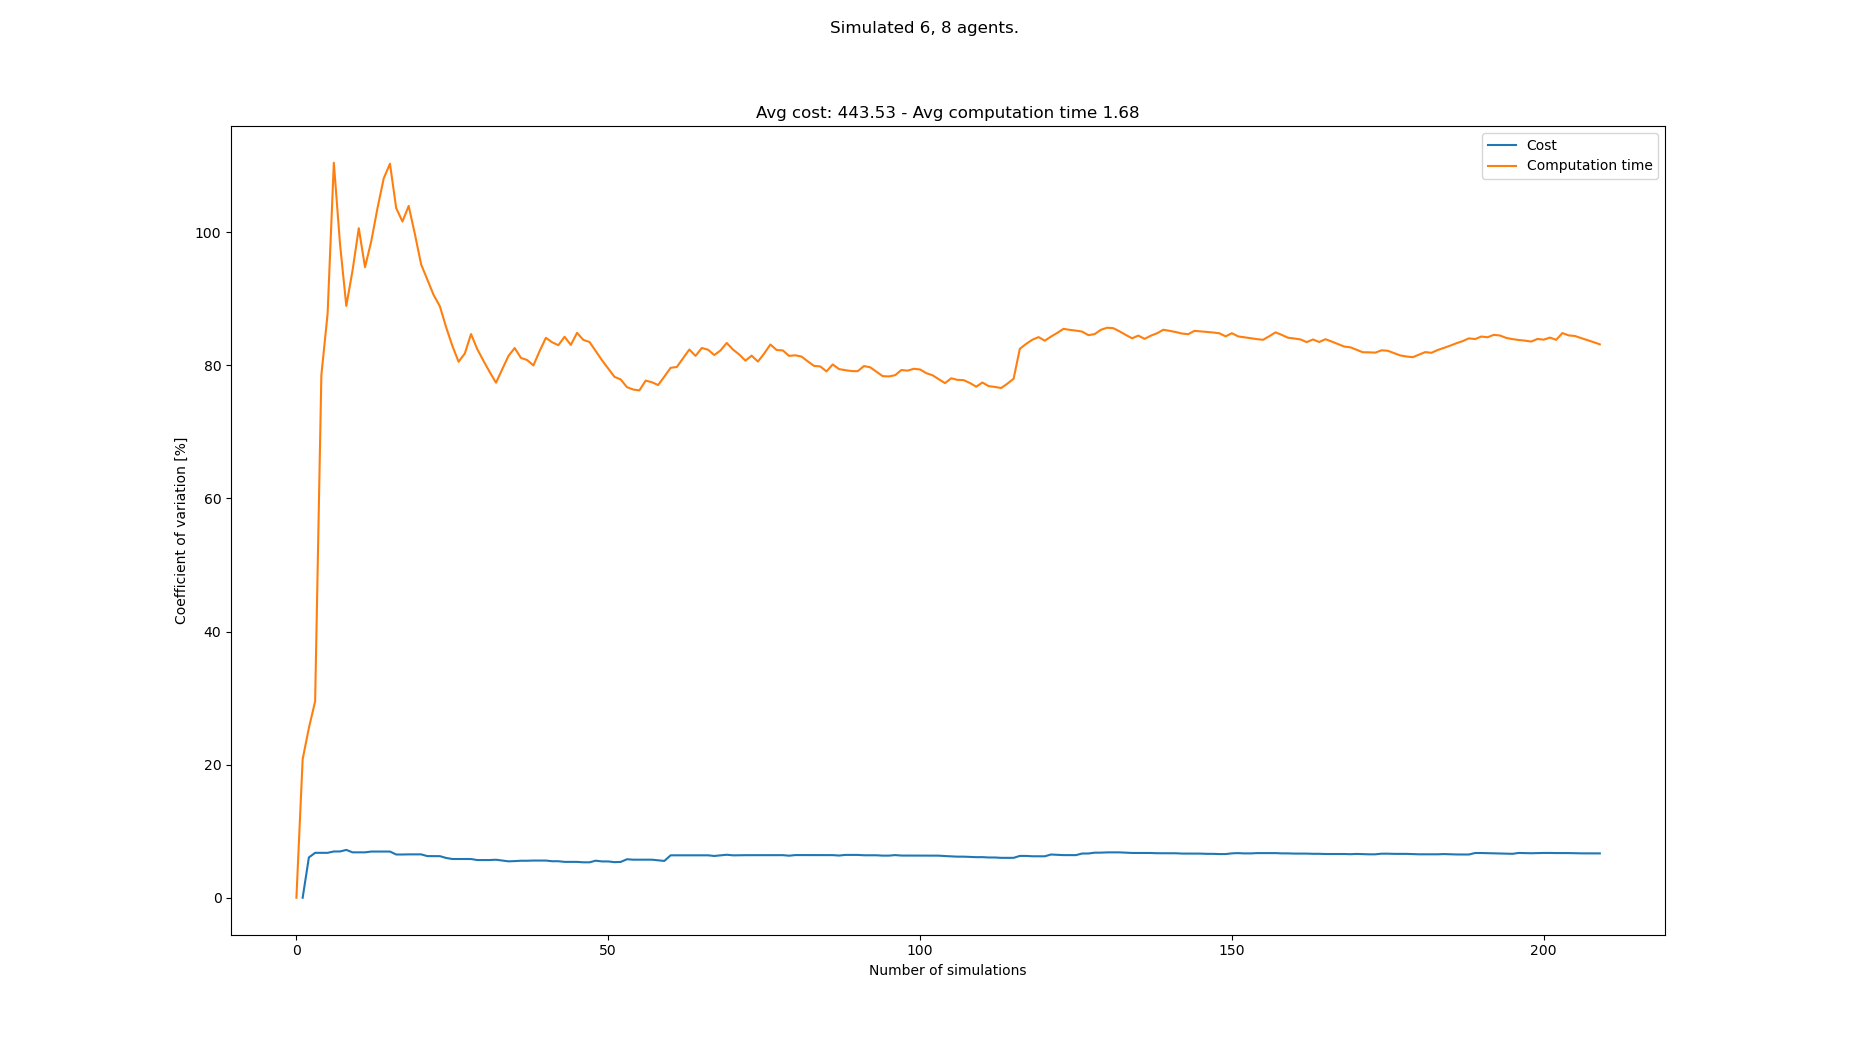 Simulated 6, 8 agents.
Avg cost: 443.53 - Avg computation time 1.68
Cost
Computation time
Coefficient of variation [%]
100
80
60
40
20
0
0
50
100
150
200
Number of simulations